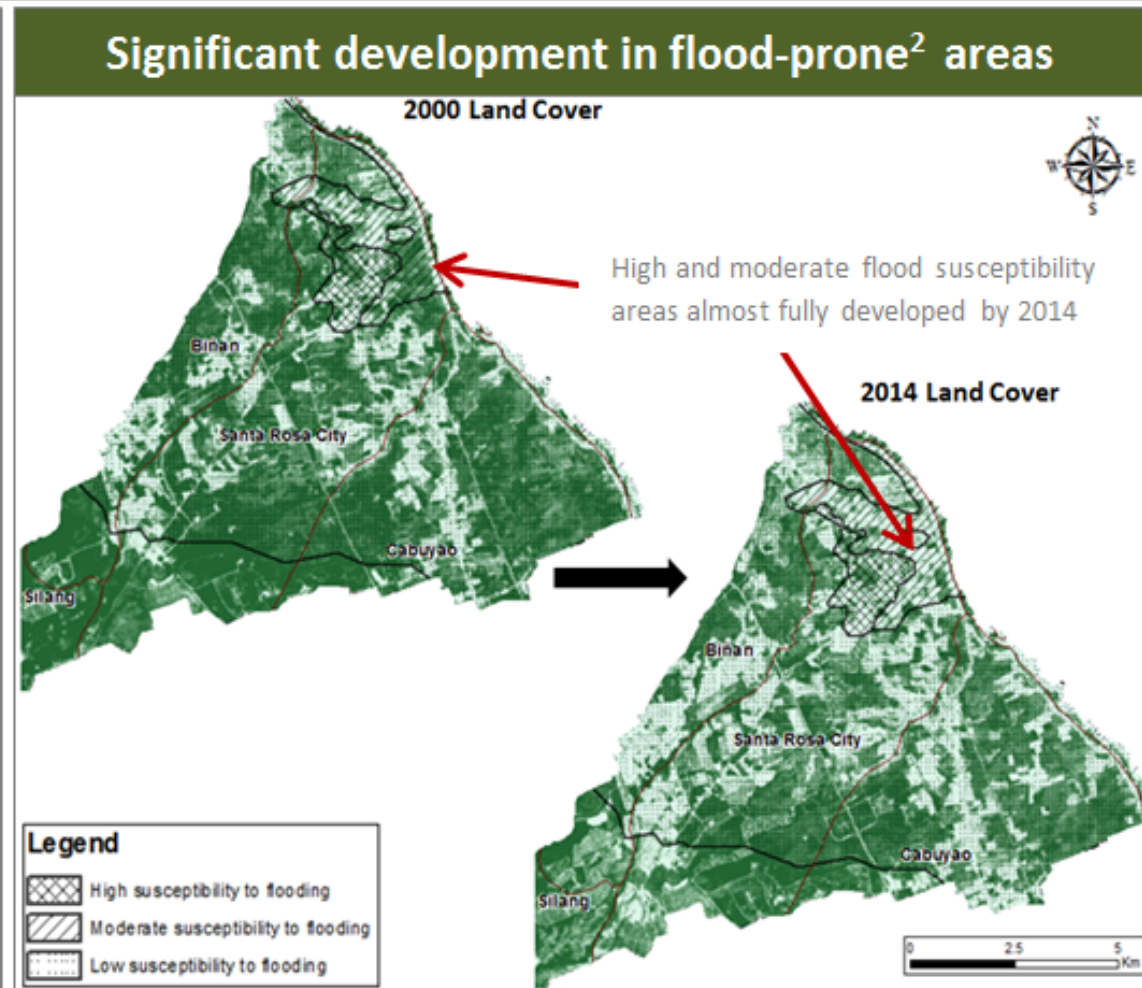 Significant development in flood-prone² areas
2000 Land Cover
N
W E
S
High and moderate flood susceptibility
areas almost fully developed by 2014
Binan
Santa Rosa City
Cabuyao
Silang
2014 Land Cover
Binan
Santa Rosa City
Cabuyao
Silang
Legend
High susceptibility to flooding
Moderate susceptibility to flooding
Low susceptibility to flooding
0 2.5 5
Km